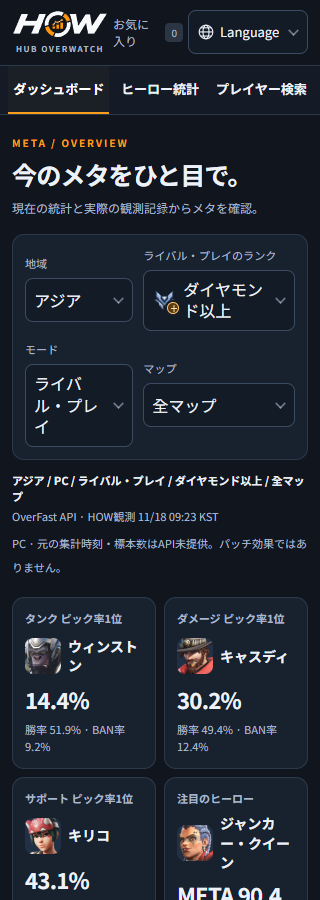 HOW
HUB OVERWATCH
お気に
入り
0
Language
ダッシュボード
ヒーロー統計
プレイヤー検索
META / OVERVIEW
今のメタをひと目で。
現在の統計と実際の観測記録からメタを確認。
地域
アジア
ライバル・プレイのランク
ダイヤモン
ド以上
モード
ライバ
ル・プレ
イ
マップ
全マップ
アジア / PC / ライバル・プレイ / ダイヤモンド以上 / 全マッ
プ
OverFast API · HOW観測 11/18 09:23 KST
PC · 元の集計時刻・標本数はAPI未提供。パッチ効果ではあ
りません。
タンク ピック率1位
ウィンスト
ン
14.4%
勝率 51.9% · BAN率
9.2%
ダメージ ピック率1位
キャスディ
30.2%
勝率 49.4% · BAN率
12.4%
サポート ピック率1位
キリコ
43.1%
注目のヒーロー
ジャンカ
ー・クイー
ン
META 90.4